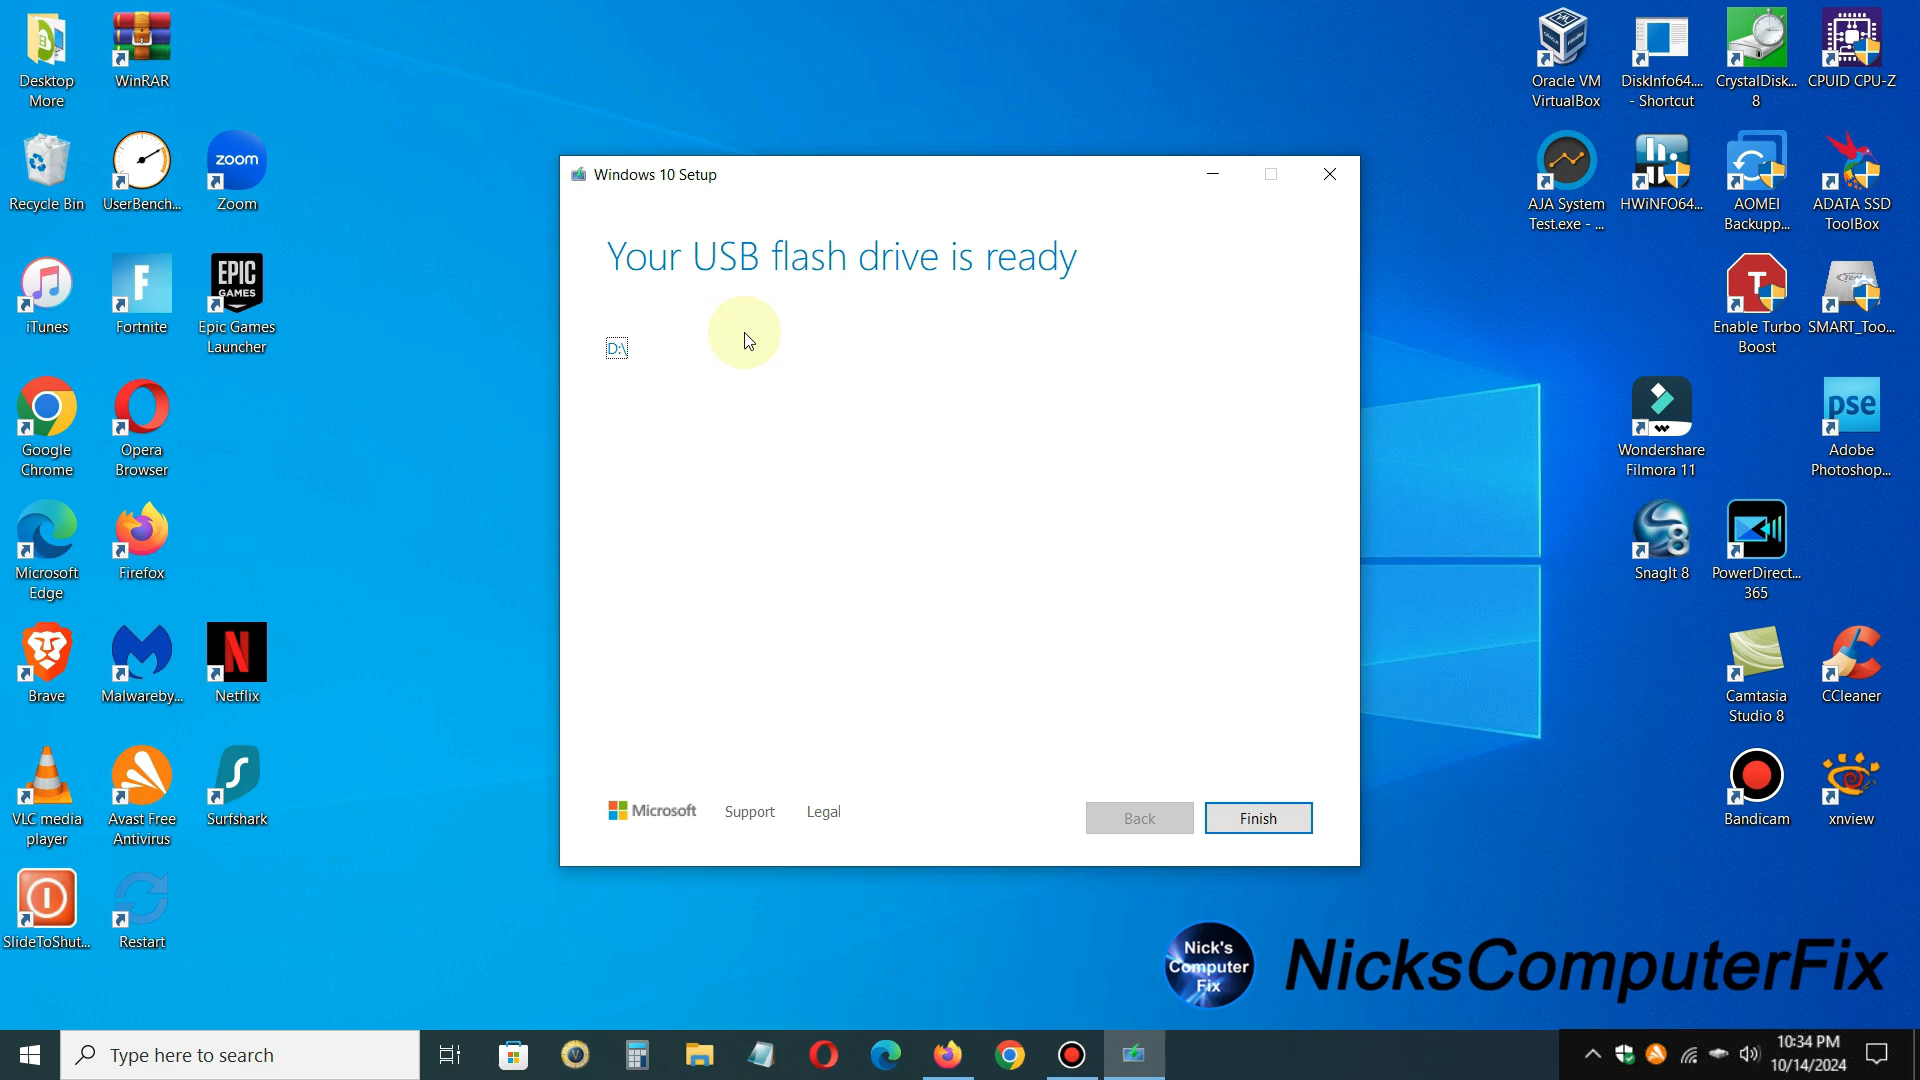 Desktop
More
WinRAR
Recycle Bin
UserBench...
zoom
Zoom
iTunes
F
Fortnite
EPIC
GAMES
Epic Games
Launcher
Google
Chrome
Opera
Browser
Microsoft
Edge
Firefox
Brave
Malwareby...
N
Netflix
VLC media
player
Avast Free
Antivirus
Surfshark
SlideToShut...
Restart
Windows 10 Setup
Your USB flash drive is ready
D:\
Microsoft
Support
Legal
Back
Finish
Oracle VM
VirtualBox
DiskInfo64....
- Shortcut
CrystalDisk...
8
CPUID CPU-Z
AJA System
Test.exe - ...
HWiNFO64...
AOMEI
Backupp...
ADATA SSD
ToolBox
T
Enable Turbo
Boost
SMART_Too...
Wondershare
Filmora 11
pse
Adobe
Photoshop...
8
SnagIt 8
PowerDirect...
365
Camtasia
Studio 8
CCleaner
Bandicam
xnview
Nick's
Computer
Fix
NicksComputerFix
Type here to search
10:34 PM
10/14/2024